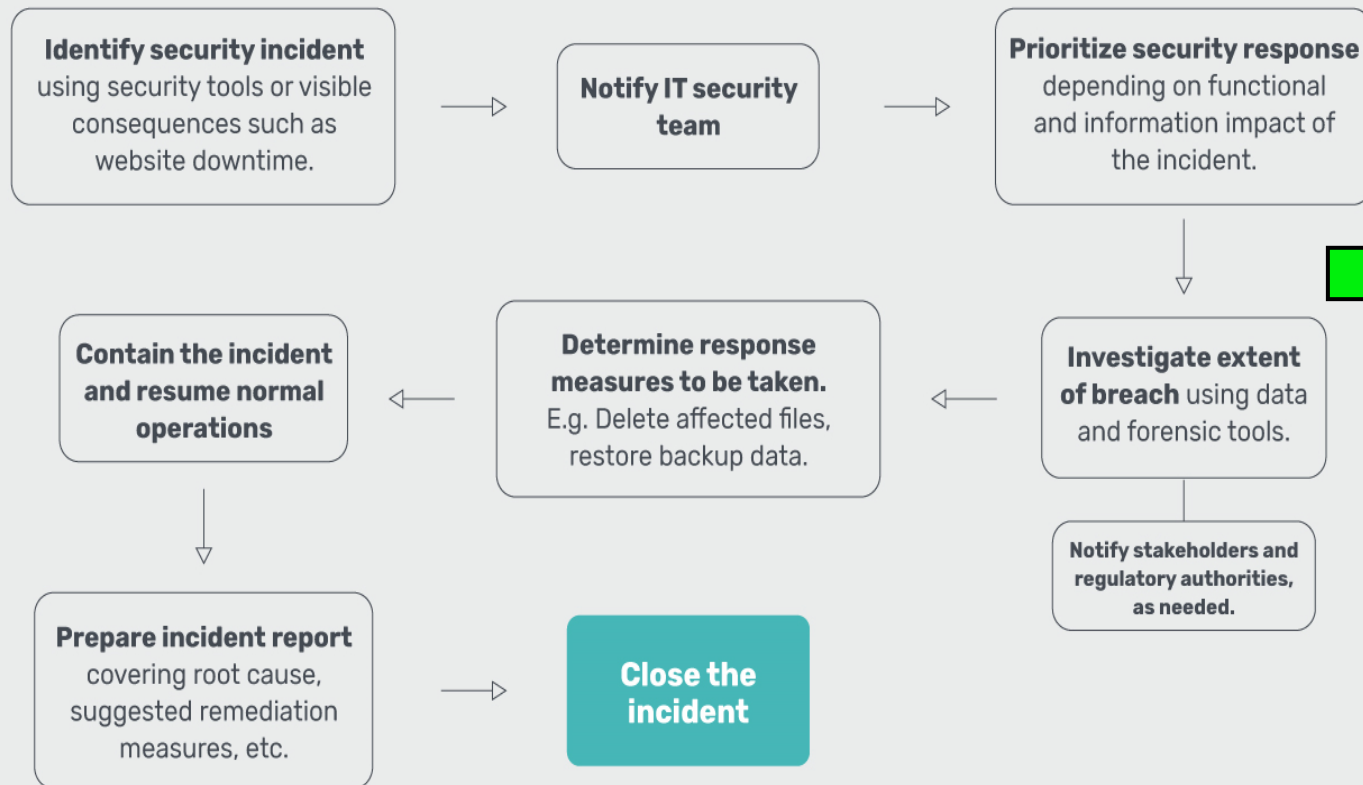 Identify security incident
using security tools or visible
consequences such as
website downtime.
Notify IT security
team
Prioritize security response
depending on functional
and information impact of
the incident.
Investigate extent
of breach using data
and forensic tools.
Notify stakeholders and
regulatory authorities,
as needed.
Determine response
measures to be taken.
E.g. Delete affected files,
restore backup data.
Contain the incident
and resume normal
operations
Prepare incident report
covering root cause,
suggested remediation
measures, etc.
Close the
incident